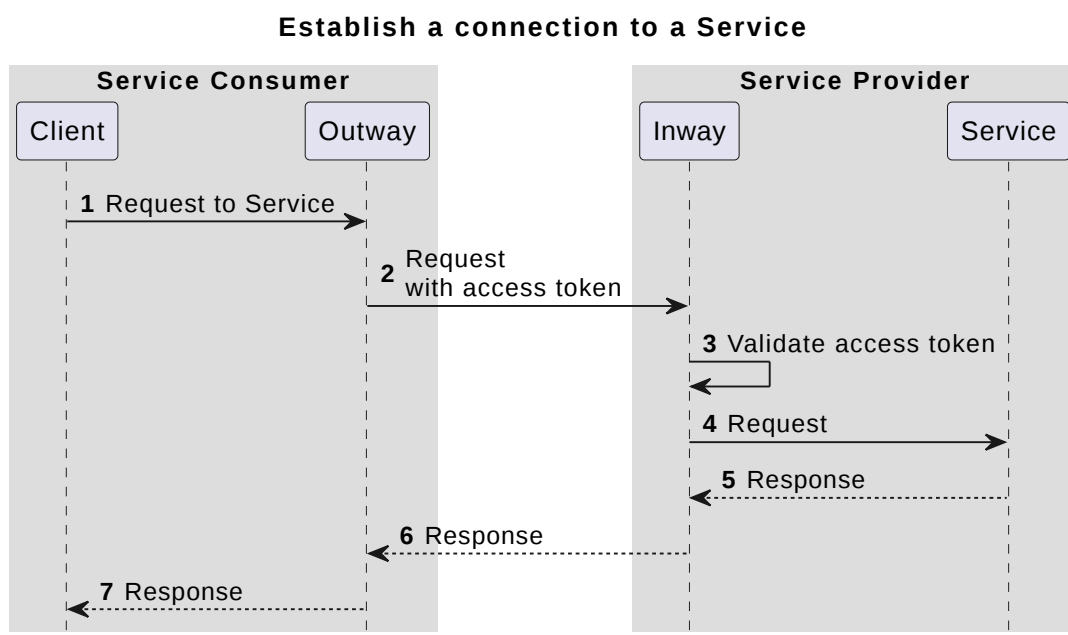 Establish a connection to a Service
Service Consumer
Service Provider
Client
Outway
Inway
Service
1 Request to Service
2 Request
with access token
3 Validate access token
4 Request
5 Response
6 Response
7 Response